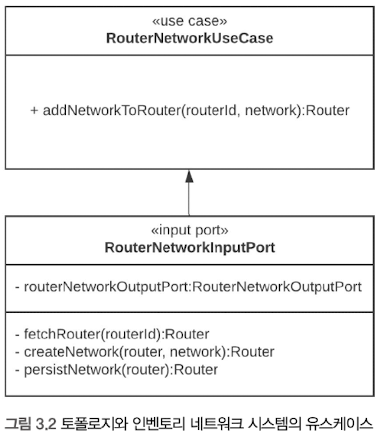 «use case»
RouterNetworkUseCase
+ addNetworkToRouter(routerId, network):Router
«input port»
RouterNetworkInputPort
- routerNetworkOutputPort:RouterNetworkOutputPort
- fetchRouter(routerId):Router
- createNetwork(router, network):Router
- persistNetwork(router):Router
그림 3.2 토폴로지와 인벤토리 네트워크 시스템의 유스케이스